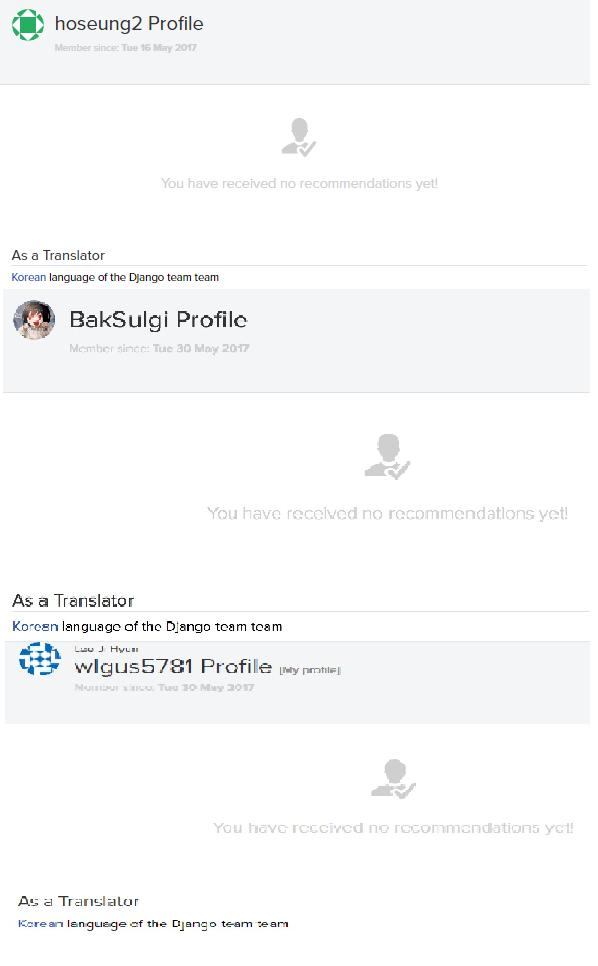 hoseung2 Profile
Member since: Tue 16 May 2017
You have received no recommendations yet!
As a Translator
Korean language of the Django team team
BakSulgi Profile
Member since: Tue 30 May 2017
You have received no recommendations yet!
As a Translator
Korean language of the Django team team
Lee Ji Hyun
wlgus5781 Profile [My profile]
Member since: Tue 30 May 2017
You have received no recommendations yet!
As a Translator
Korean language of the Django team team